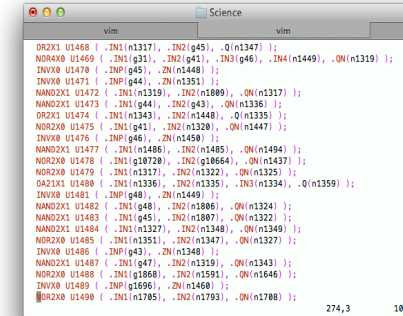 Science
vim vim
OR2X1 U1468 ( .IN1(n1317), .IN2(g45), .Q(n1347) );
NOR4X0 U1469 ( .IN1(g31), .IN2(g41), .IN3(g46), .IN4(n1449), .QN(n1319) );
INVX0 U1470 ( .INP(g45), .ZN(n1448) );
INVX0 U1471 ( .INP(g44), .ZN(n1351) );
NAND2X1 U1472 ( .IN1(n1319), .IN2(n1809), .QN(n1317) );
NAND2X1 U1473 ( .IN1(g44), .IN2(g43), .QN(n1336) );
OR2X1 U1474 ( .IN1(n1343), .IN2(n1448), .Q(n1335) );
NOR2X0 U1475 ( .IN1(g41), .IN2(n1320), .QN(n1447) );
INVX0 U1476 ( .INP(g46), .ZN(n1450) );
NAND2X1 U1477 ( .IN1(n1486), .IN2(n1485), .QN(n1494) );
NOR2X0 U1478 ( .IN1(g10720), .IN2(g10664), .QN(n1437) );
NOR2X0 U1479 ( .IN1(n1317), .IN2(n1322), .QN(n1325) );
OA21X1 U1480 ( .IN1(n1336), .IN2(n1335), .IN3(n1334), .Q(n1359) );
INVX0 U1481 ( .INP(g48), .ZN(n1449) );
NAND2X1 U1482 ( .IN1(g48), .IN2(n1806), .QN(n1324) );
NAND2X1 U1483 ( .IN1(g45), .IN2(n1807), .QN(n1322) );
NAND2X1 U1484 ( .IN1(n1327), .IN2(n1348), .QN(n1349) );
NOR2X0 U1485 ( .IN1(n1351), .IN2(n1347), .QN(n1327) );
INVX0 U1486 ( .INP(g43), .ZN(n1348) );
NAND2X1 U1487 ( .IN1(g47), .IN2(n1319), .QN(n1343) );
NOR2X0 U1488 ( .IN1(g1868), .IN2(n1591), .QN(n1646) );
INVX0 U1489 ( .INP(g1696), .ZN(n1460) );
NOR2X0 U1490 ( .IN1(n1705), .IN2(n1793), .QN(n1708) );
274,3 10